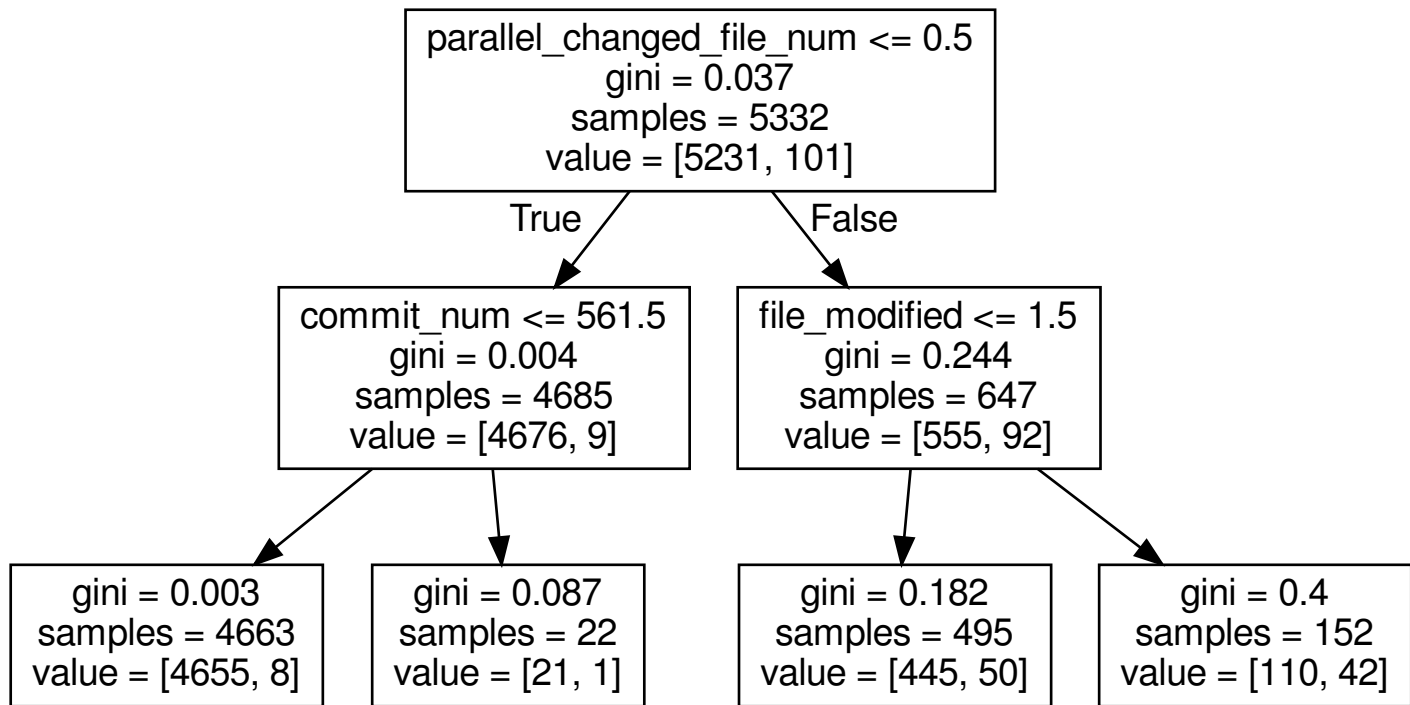 parallel_changed_file_num <= 0.5
gini = 0.037
samples = 5332
value = [5231, 101]
True
False
commit_num <= 561.5
gini = 0.004
samples = 4685
value = [4676, 9]
file_modified <= 1.5
gini = 0.244
samples = 647
value = [555, 92]
gini = 0.003
samples = 4663
value = [4655, 8]
gini = 0.087
samples = 22
value = [21, 1]
gini = 0.182
samples = 495
value = [445, 50]
gini = 0.4
samples = 152
value = [110, 42]